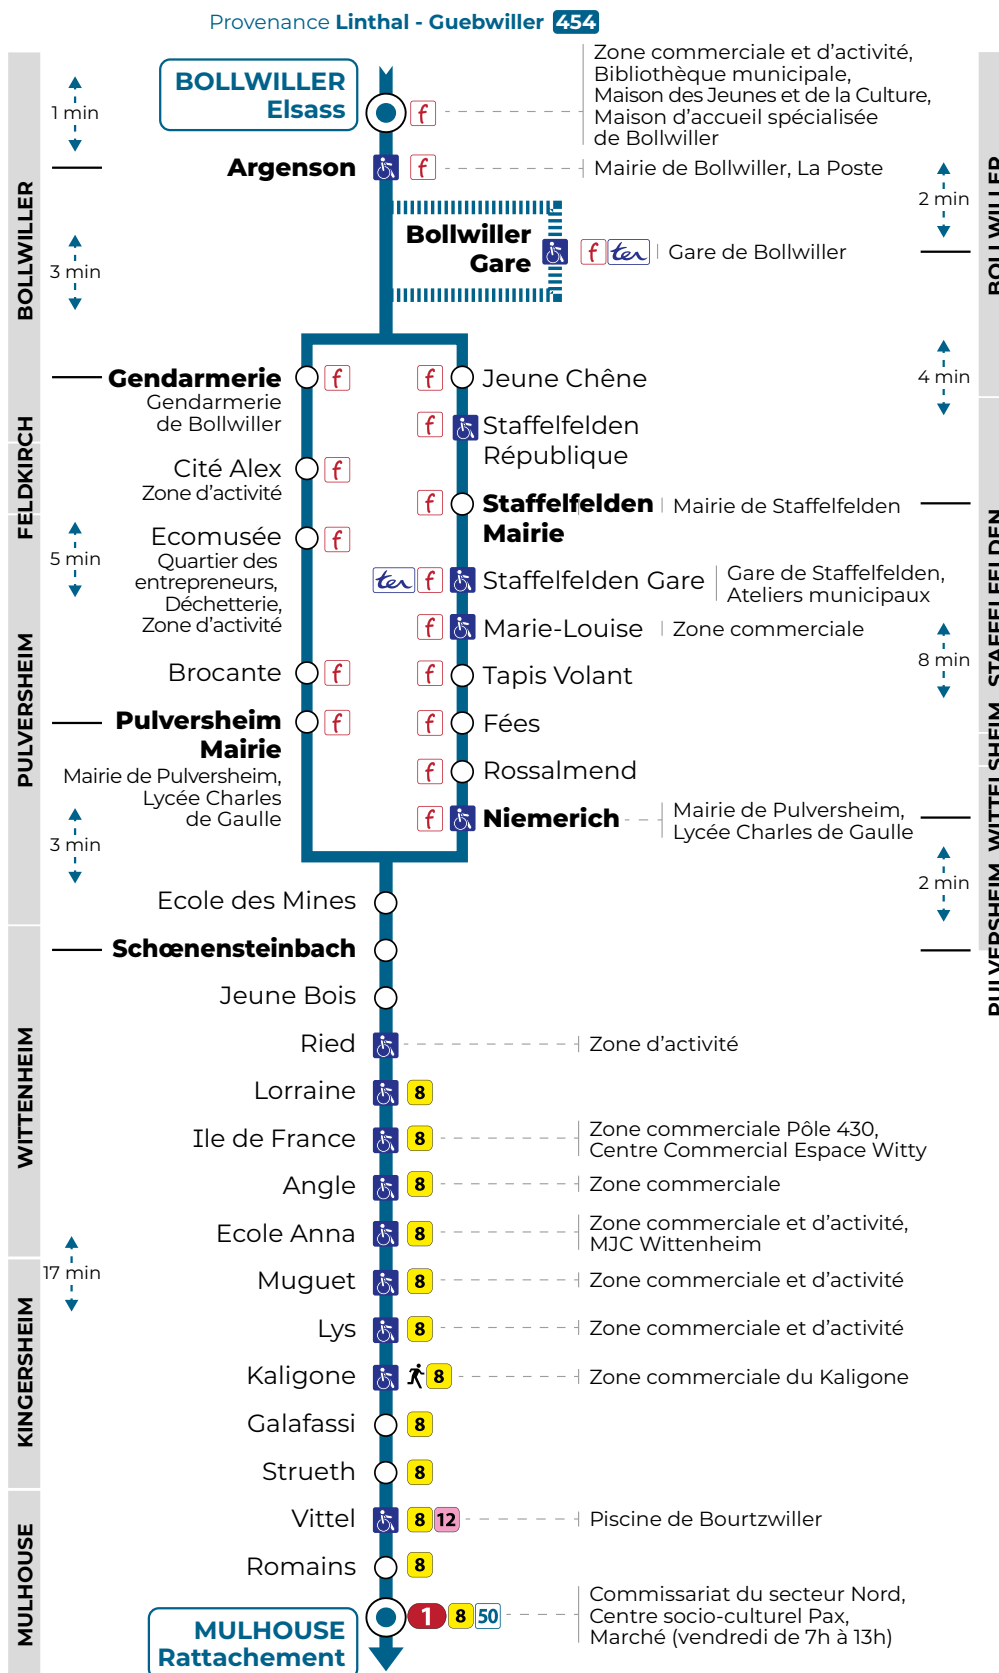 Provenance Linthal - Guebwiller 454
BOLLWILLER
Elsass
f
Zone commerciale et d'activité,
Bibliothèque municipale,
Maison des Jeunes et de la Culture,
Maison d'accueil spécialisée
de Bollwiller
1 min
Argenson
f
Mairie de Bollwiller, La Poste
2 min
BOLLWILLER
BOLLWILLER
Bollwiller
Gare
f ter
Gare de Bollwiller
3 min
Gendarmerie
f
Gendarmerie
de Bollwiller
f
Jeune Chêne
4 min
f
Staffelfelden
République
FELDKIRCH
Cité Alex
f
Zone d'activité
f
Staffelfelden
Mairie
Mairie de Staffelfelden
STAFFELFELDEN
Ecomusée
f
Quartier des
entrepreneurs,
Déchetterie,
Zone d'activité
5 min
ter f
Staffelfelden Gare
Gare de Staffelfelden,
Ateliers municipaux
f
Marie-Louise
Zone commerciale
8 min
PULVERSHEIM
Brocante
f
f
Tapis Volant
Pulversheim
Mairie
f
Mairie de Pulversheim,
Lycée Charles
de Gaulle
f
Fées
WITTELSHEIM
f
Rossalmend
f
Niemerich
Mairie de Pulversheim,
Lycée Charles de Gaulle
3 min
2 min
PULVERSHEIM
Ecole des Mines
Schœnensteinbach
Jeune Bois
WITTENHEIM
Ried
Zone d'activité
Lorraine
8
Ile de France
8
Zone commerciale Pôle 430,
Centre Commercial Espace Witty
Angle
8
Zone commerciale
Ecole Anna
8
Zone commerciale et d'activité,
MJC Wittenheim
17 min
KINGERSHEIM
Muguet
8
Zone commerciale et d'activité
Lys
8
Zone commerciale et d'activité
Kaligone
8
Zone commerciale du Kaligone
Galafassi
8
Strueth
8
MULHOUSE
Vittel
8 12
Piscine de Bourtzwiller
Romains
8
MULHOUSE
Rattachement
1 8 50
Commissariat du secteur Nord,
Centre socio-culturel Pax,
Marché (vendredi de 7h à 13h)